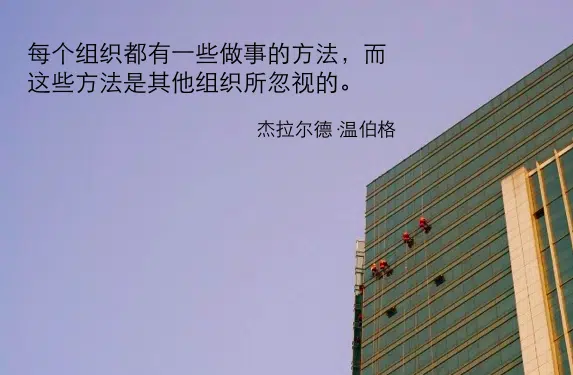 每个组织都有一些做事的方法，而
这些方法是其他组织所忽视的。
杰拉尔德·温伯格